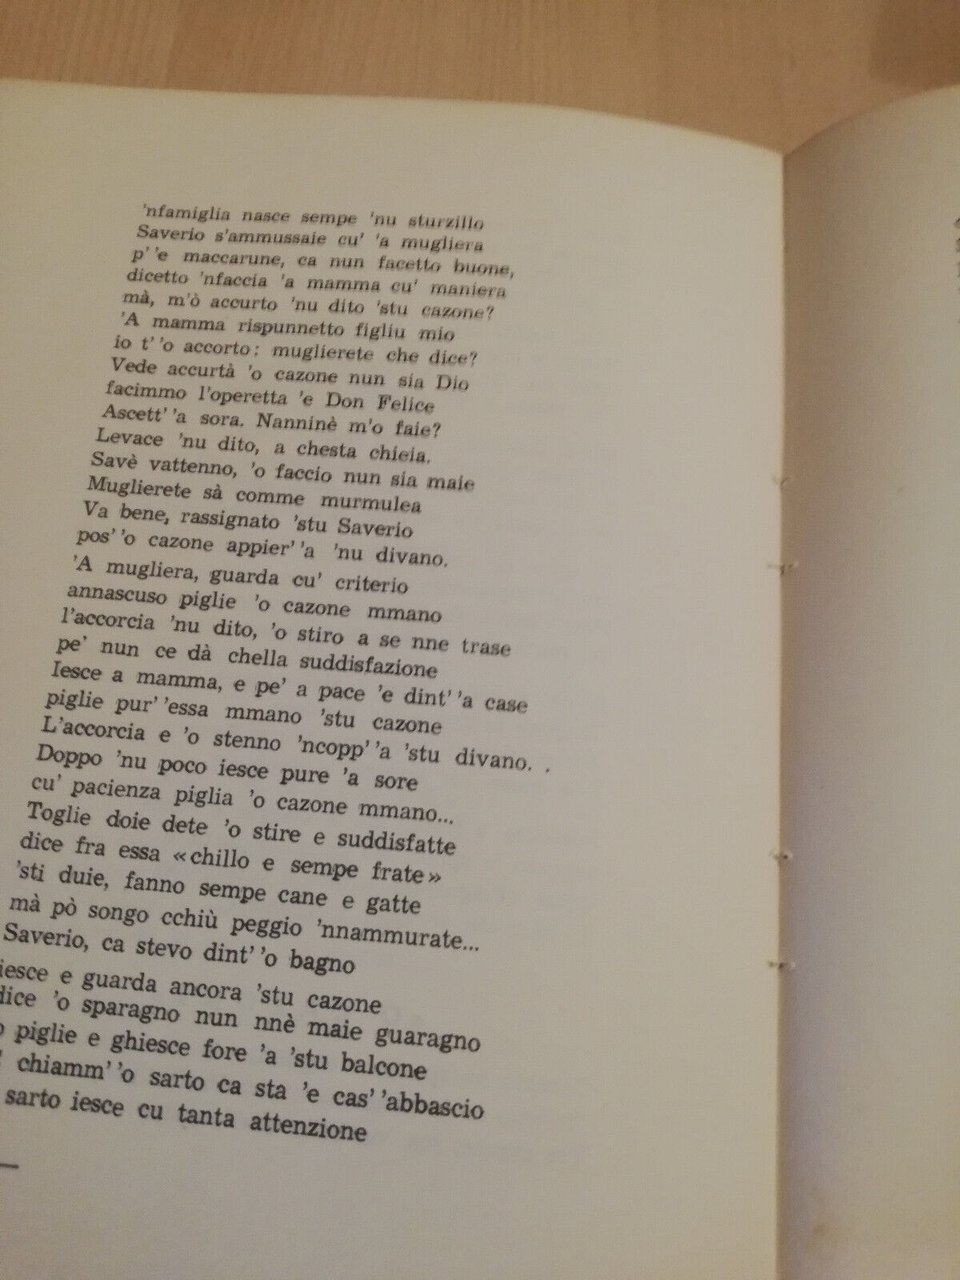 'nfamiglia nasce sempe 'nu sturzillo
Saverio s'ammussaie cu' 'a mugliera
p' 'e maccarune, ca nun facetto buone,
dicetto 'nfaccia 'a mamma cu' maniera
mà, m'ò accurto 'nu dito 'stu cazone?
'A mamma rispunnetto figliu mio
io t' 'o accorto: muglierete che dice?
Vede accurtà 'o cazone nun sia Dio
facimmo l'operetta 'e Don Felice
Ascett' 'a sora. Nanninè m'o faie?
Levace 'nu dito, a chesta chieia.
Savè vattenno, 'o faccio nun sia maie
Muglierete sà comme murmulea
Va bene, rassignato 'stu Saverio
pos' 'o cazone appier' 'a 'nu divano.
'A mugliera, guarda cu' criterio
annascuso piglie 'o cazone mmano
l'accorcia 'nu dito, 'o stiro a se nne trase
pe' nun ce dà chella suddisfazione
Iesce a mamma, e pe' a pace 'e dint' 'a case
piglie pur' 'essa mmano 'stu cazone
L'accorcia e 'o stenno 'ncopp' 'a 'stu divano. .
Doppo 'nu poco iesce pure 'a sore
cu' pacienza piglia 'o cazone mmano...
Toglie doie dete 'o stire e suddisfatte
dice fra essa «chillo e sempe frate»
'sti duie, fanno sempe cane e gatte
mà pò songo cchiù peggio 'nnammurate...
Saverio, ca stevo dint' 'o bagno
iesce e guarda ancora 'stu cazone
dice 'o sparagno nun nnè maie guaragno
piglie e ghiesce fore 'a 'stu balcone
chiamm' 'o sarto ca sta 'e cas' 'abbascio
sarto iesce cu tanta attenzione